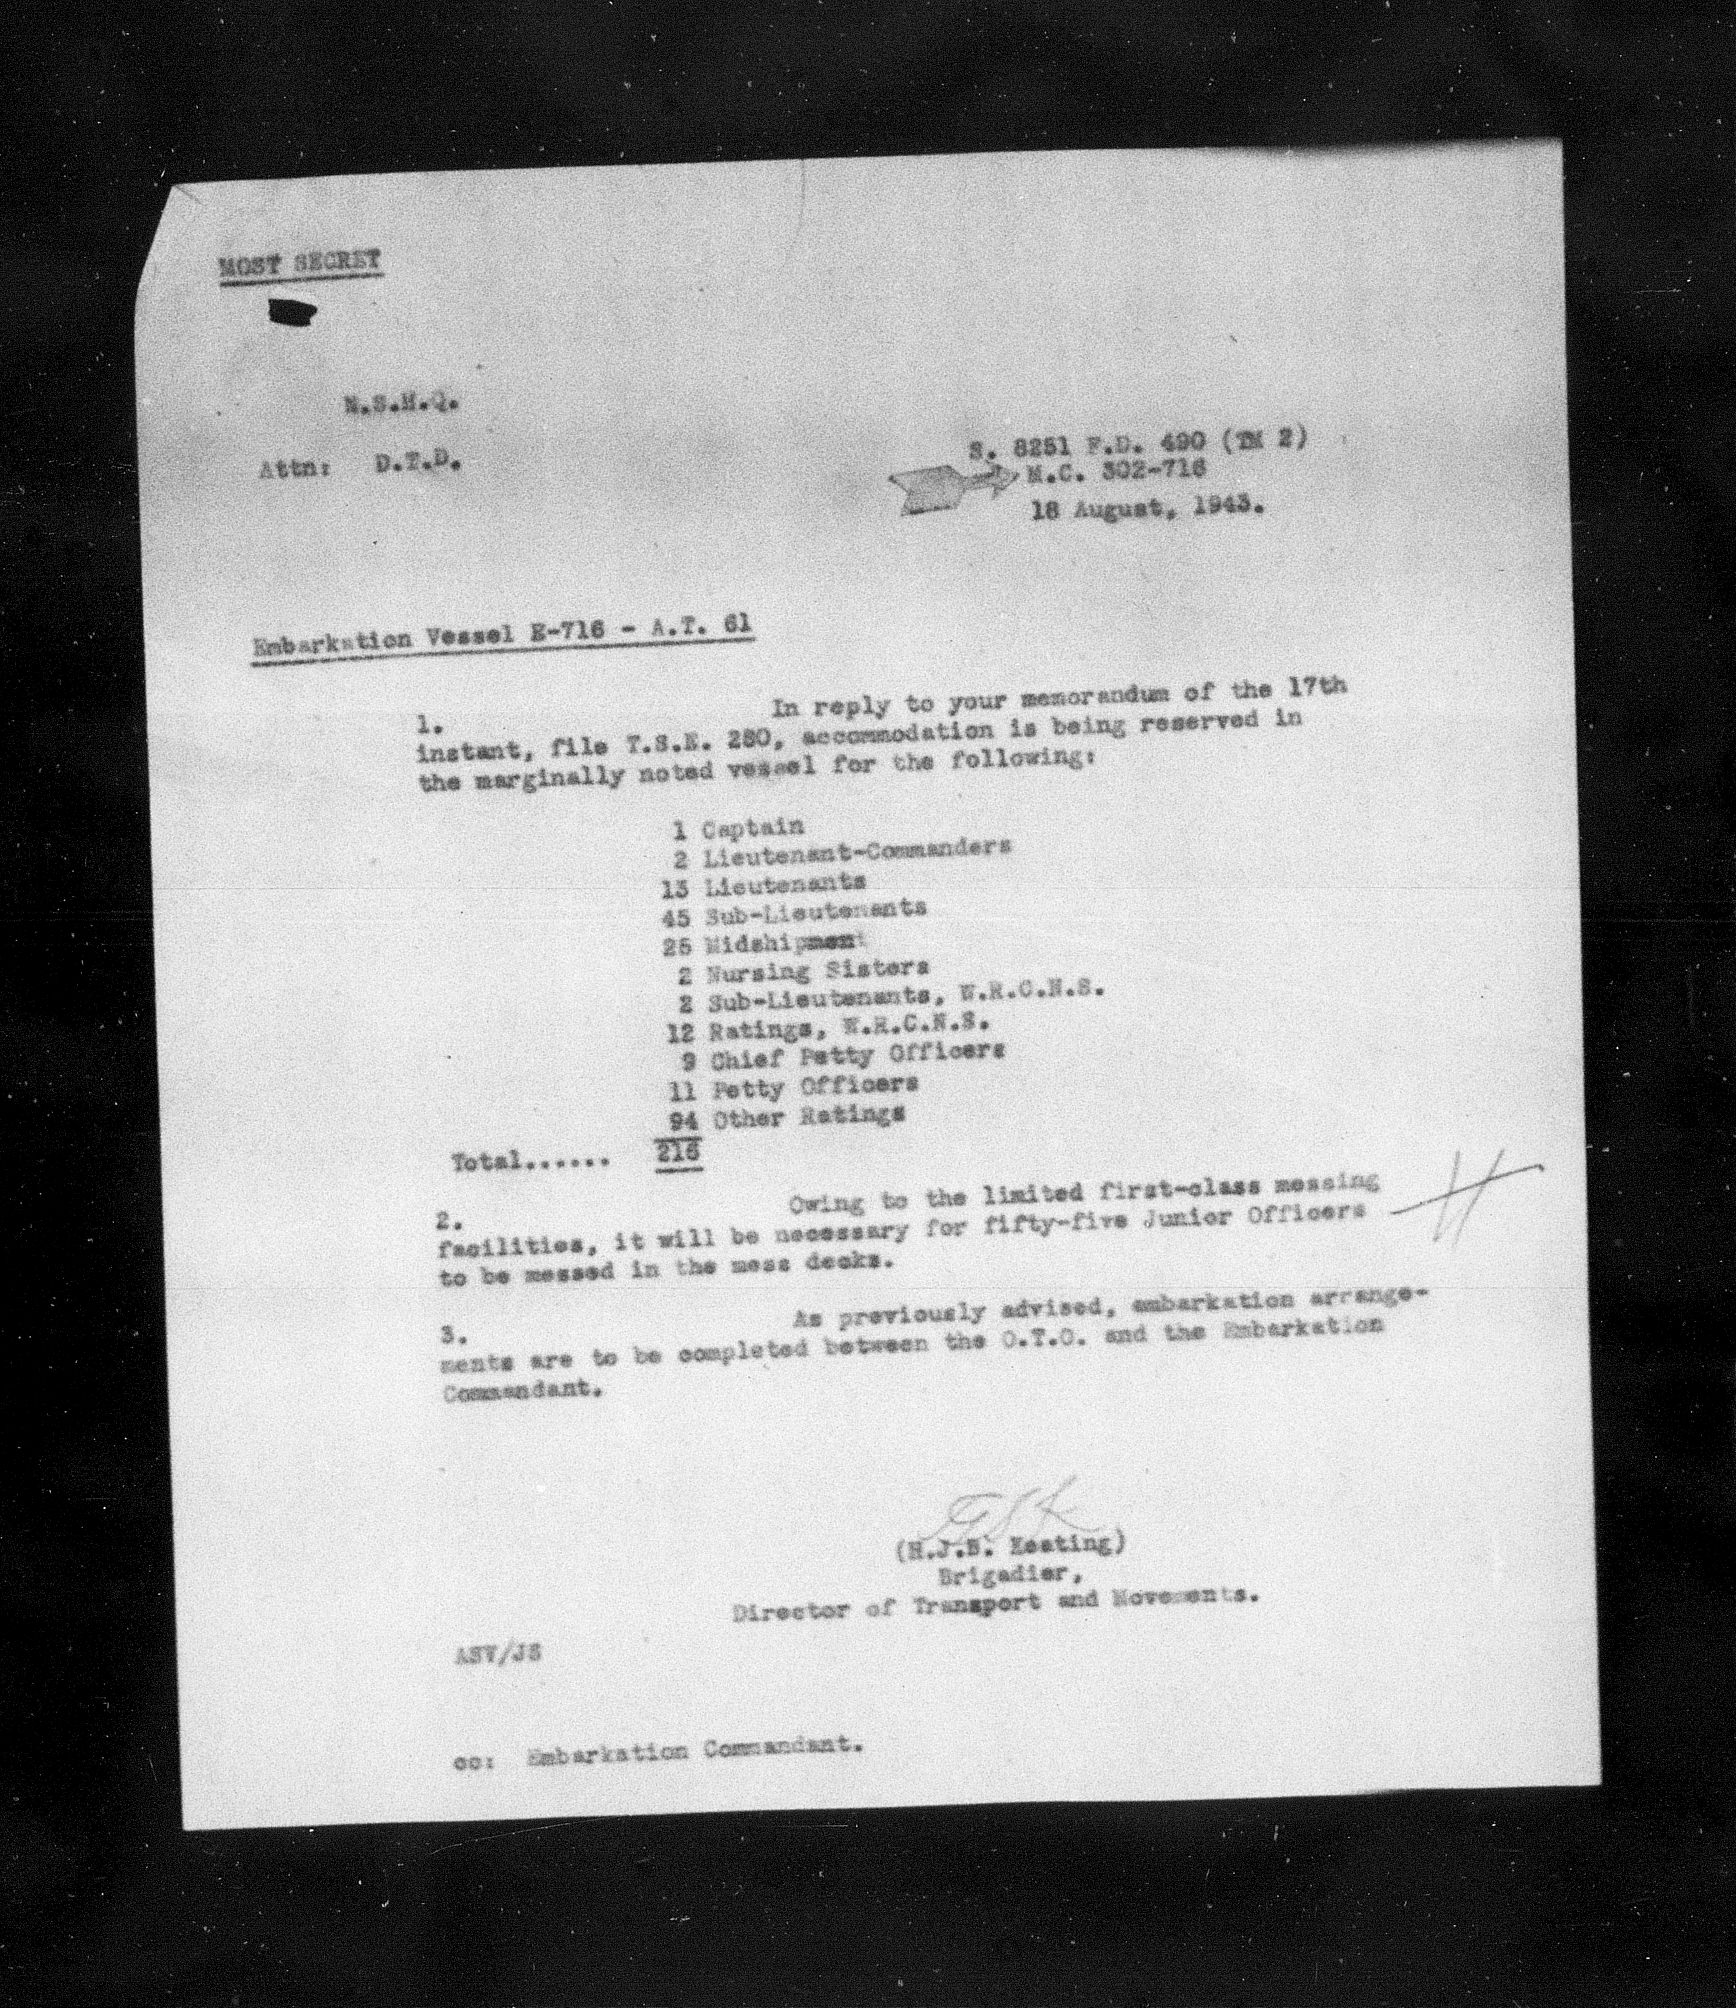 MOST SECRET
N.S.H.Q.
Attn: D.T.D.
S. 8251 F.D. 490 (TM 2)
M.C. 302-716
18 August, 1943.
Embarkation Vessel E-716 - A.T. 61
1. In reply to your memorandum of the 17th
instant, file T.S.E. 280, accommodation is being reserved in
the marginally noted vessel for the following:
1 Captain
2 Lieutenant-Commanders
13 Lieutenants
45 Sub-Lieutenants
25 Midshipmen
2 Nursing Sisters
2 Sub-Lieutenants, W.R.C.N.S.
12 Ratings, W.R.C.N.S.
9 Chief Petty Officers
11 Petty Officers
94 Other Ratings
Total...... 216
2. Owing to the limited first-class messing
facilities, it will be necessary for fifty-five Junior Officers
to be messed in the mess decks.
3. As previously advised, embarkation arrange-
ments are to be completed between the O.T.O. and the Embarkation
Commandant.
(H.J.B. Keating)
Brigadier,
Director of Transport and Movements.
ASV/JS
cc: Embarkation Commandant.